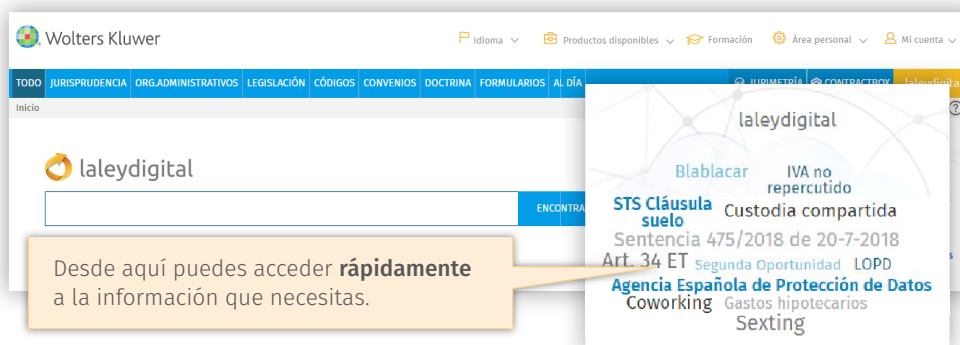 Wolters Kluwer
Idioma
Productos disponibles
Formación
Área personal
Mi cuenta
TODO JURISPRUDENCIA ORG.ADMINISTRATIVOS LEGISLACIÓN CÓDIGOS CONVENIOS DOCTRINA FORMULARIOS AL DÍA
JURIMETRÍA CONTRACTBOX laleydigita
Inicio
laleydigital
ENCONTRA
laleydigital
Blablacar
IVA no
repercutido
STS Cláusula
suelo
Custodia compartida
Sentencia 475/2018 de 20-7-2018
Art. 34 ET Segunda Oportunidad LOPD
Agencia Española de Protección de Datos
Coworking Gastos hipotecarios
Sexting
Desde aquí puedes acceder rápidamente
a la información que necesitas.